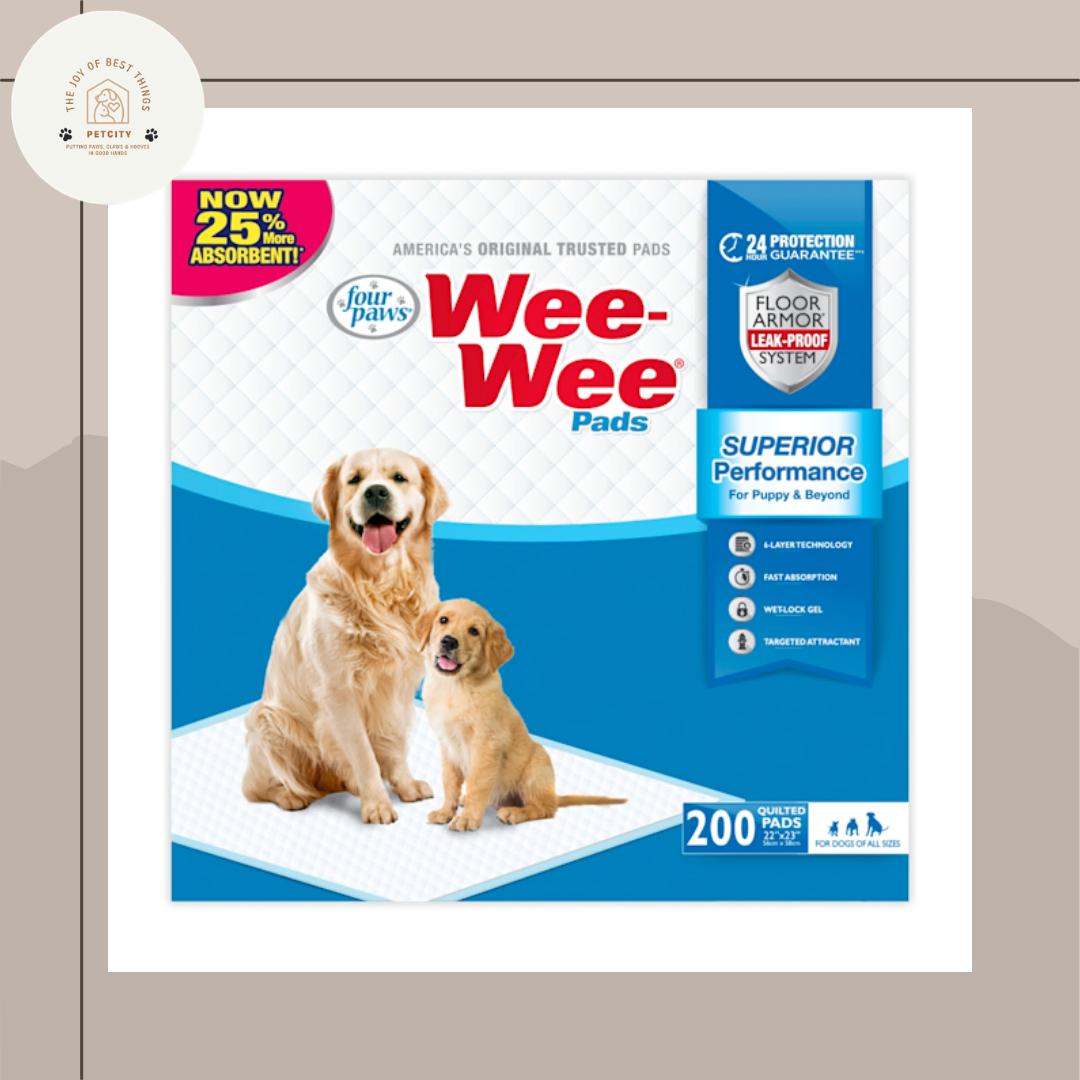 THE JOY OF BEST THINGS
PETCITY
PUTTING PAWS, CLAWS & HOOVES
IN GOOD HANDS
NOW
25% More
ABSORBENT!*
AMERICA'S ORIGINAL TRUSTED PADS
four
paws®
Wee-
Wee®
Pads
24 HOUR PROTECTION
GUARANTEE
FLOOR
ARMOR®
LEAK-PROOF
SYSTEM
SUPERIOR
Performance
For Puppy & Beyond
6-LAYER TECHNOLOGY
FAST ABSORPTION
WET-LOCK GEL
TARGETED ATTRACTANT
200 QUILTED
PADS
22"x23"
56cm x 58cm
FOR DOGS OF ALL SIZES